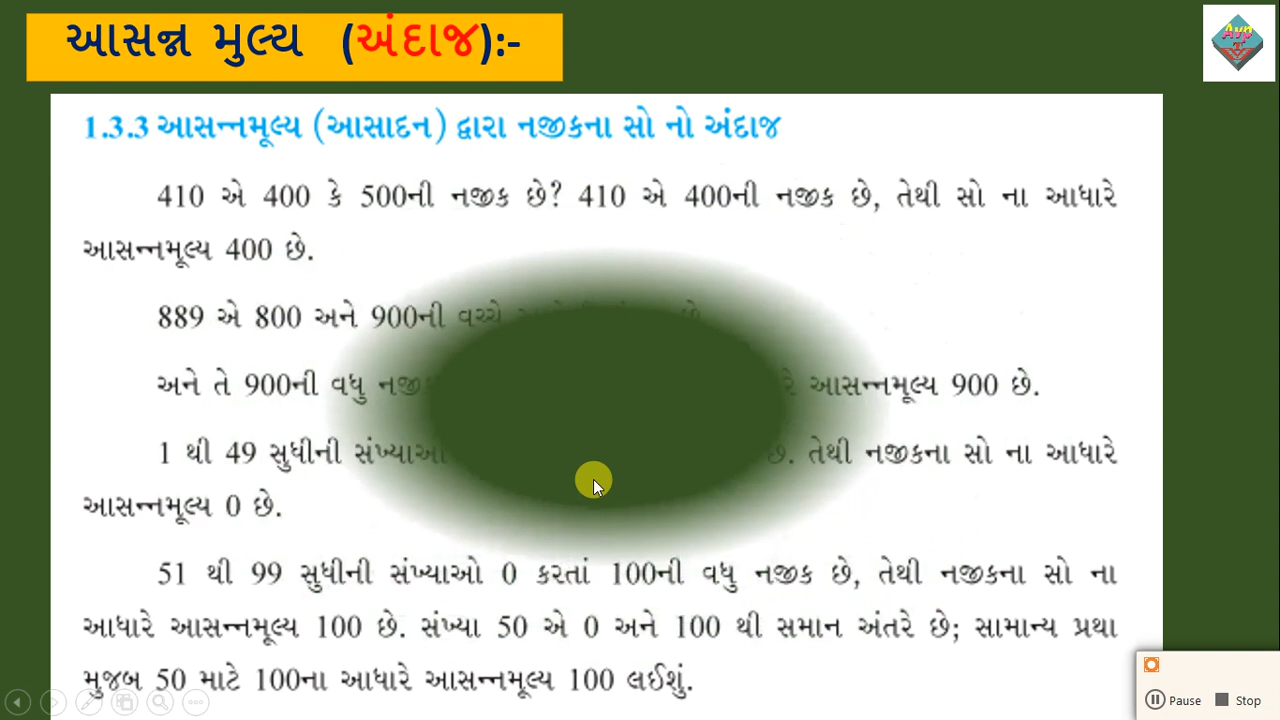 આસન્ન મુલ્ય (અંદાજ):-
Avp
1.3.3 આસન્નમૂલ્ય (આસાદન) દ્વારા નજીકના સો નો અંદાજ
410 એ 400 કે 500ની નજીક છે? 410 એ 400ની નજીક છે, તેથી સો ના આધારે
આસન્નમૂલ્ય 400 છે.
889 એ 800 અને 900ની વચ્ચે
અને તે 900ની વધુ આસન્નમૂલ્ય 900 છે.
1 થી 49 સુધીની સંખ્યાઓ છે. તેથી નજીકના સો ના આધારે
આસન્નમૂલ્ય 0 છે.
51 થી 99 સુધીની સંખ્યાઓ 0 કરતાં 100ની વધુ નજીક છે, તેથી નજીકના સો ના
આધારે આસન્નમૂલ્ય 100 છે. સંખ્યા 50 એ 0 અને 100 થી સમાન અંતરે છે; સામાન્ય પ્રથા
મુજબ 50 માટે 100ના આધારે આસન્નમૂલ્ય 100 લઈશું.
Pause Stop